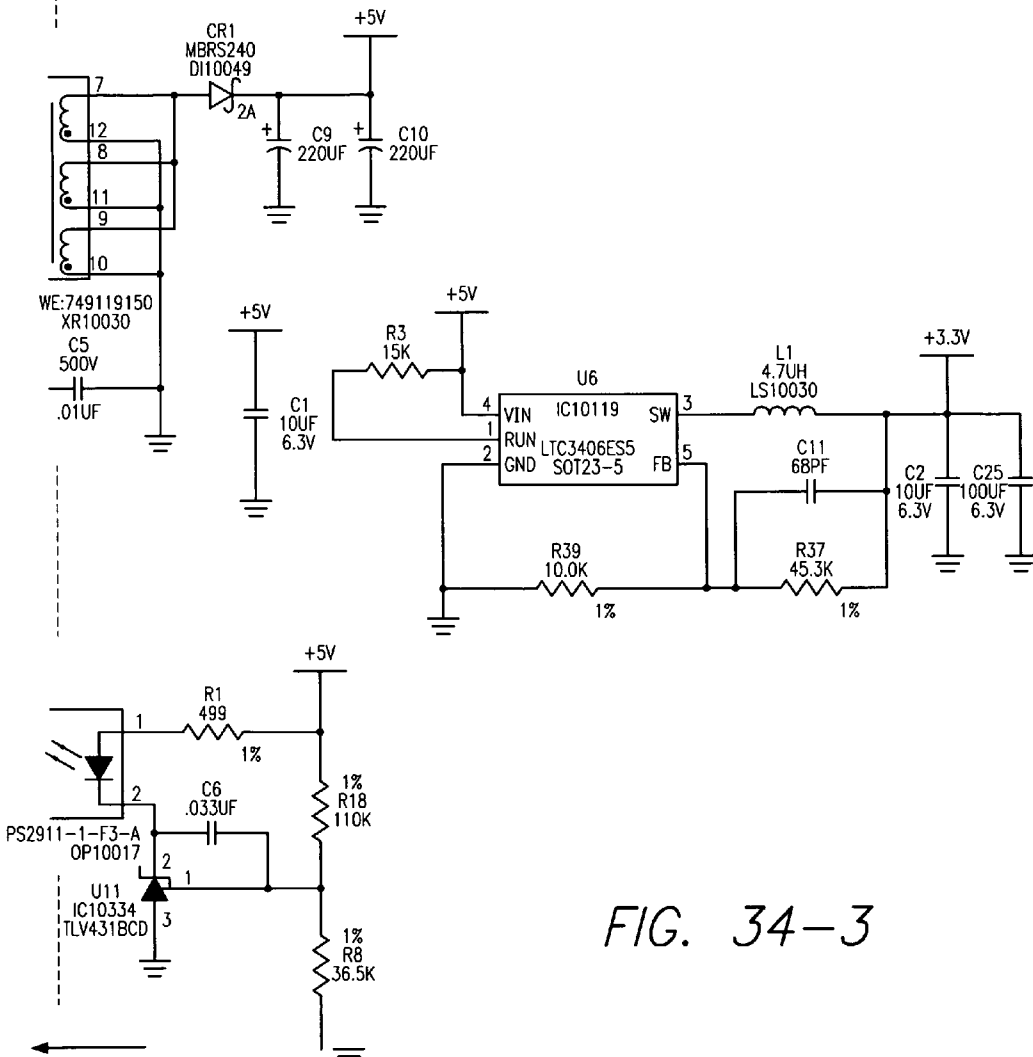 +5V
CR1
MBRS240
DI10049
2A
7
12
8
11
9
10
+
C9
220UF
+
C10
220UF
WE:749119150
XR10030
C5
500V
.01UF
+5V
C1
10UF
6.3V
+5V
R3
15K
U6
IC10119
4
VIN
1
RUN
2
GND
LTC3406ES5
SOT23-5
SW
3
FB
5
L1
4.7UH
LS10030
+3.3V
C11
68PF
C2
10UF
6.3V
C25
100UF
6.3V
R39
10.0K
1%
R37
45.3K
1%
+5V
R1
499
1%
1
2
C6
.033UF
1%
R18
110K
PS2911-1-F3-A
OP10017
U11
IC10334
TLV431BCD
2
1
3
1%
R8
36.5K
FIG. 34-3